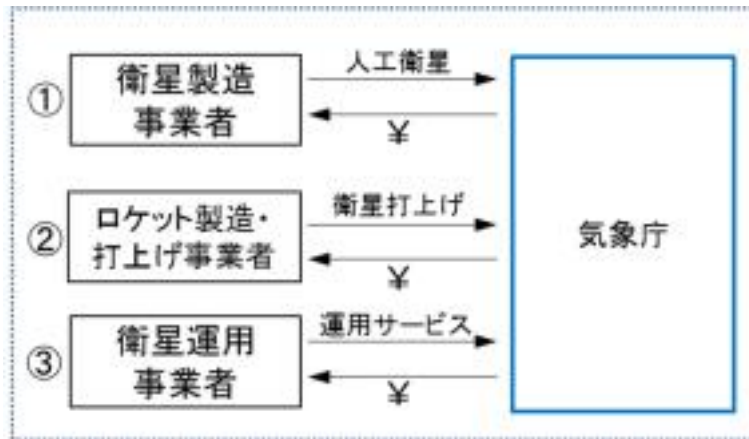 ①
衛星製造
事業者
人工衛星
¥
②
ロケット製造・
打上げ事業者
衛星打上げ
¥
③
衛星運用
事業者
運用サービス
¥
気象庁